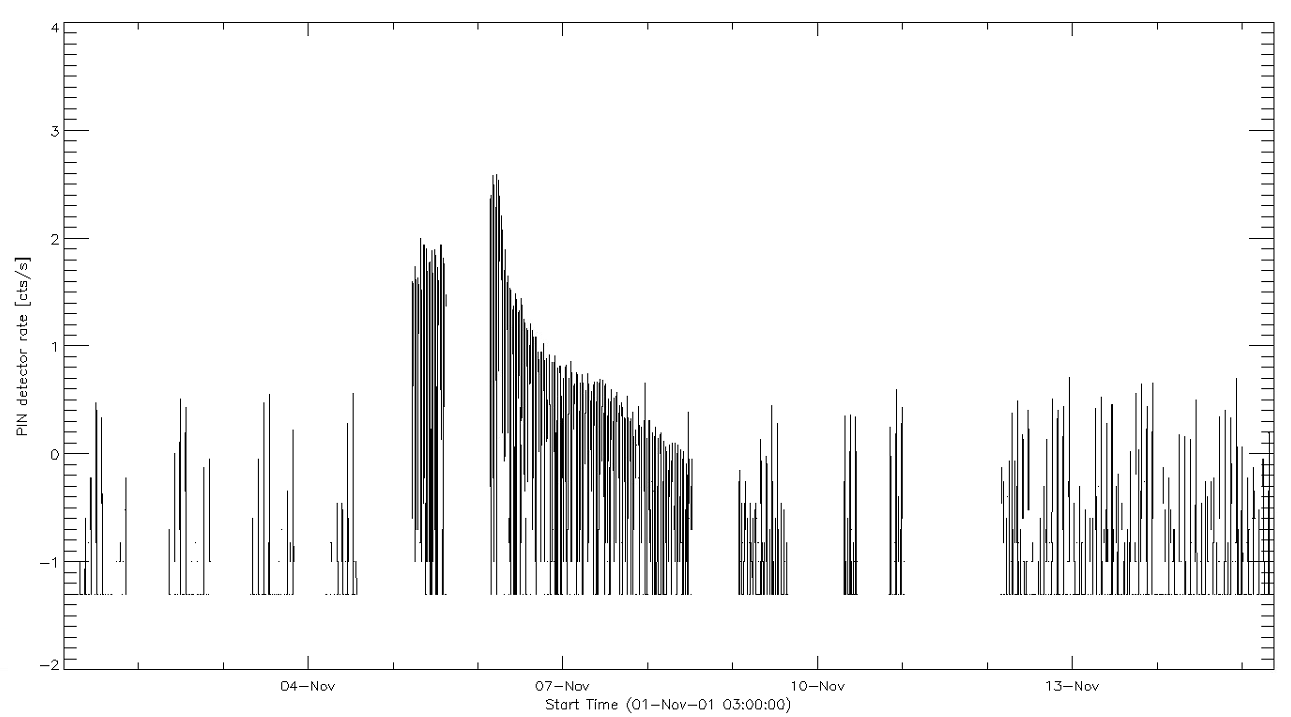 4
3
2
1
0
−1
−2
PIN detector rate [cts/s]
04−Nov 07−Nov 10−Nov 13−Nov
Start Time (01−Nov−01 03:00:00)